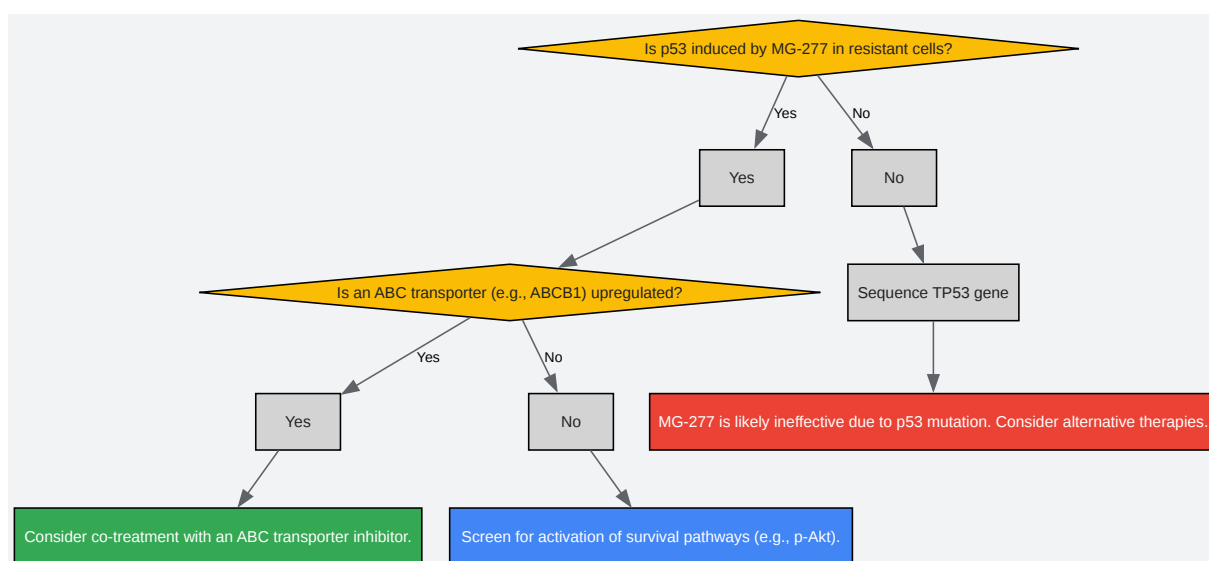 Is p53 induced by MG-277 in resistant cells?
Yes
No
Yes
No
Is an ABC transporter (e.g., ABCB1) upregulated?
Sequence TP53 gene
Yes
No
Yes
No
MG-277 is likely ineffective due to p53 mutation. Consider alternative therapies.
Consider co-treatment with an ABC transporter inhibitor.
Screen for activation of survival pathways (e.g., p-Akt).